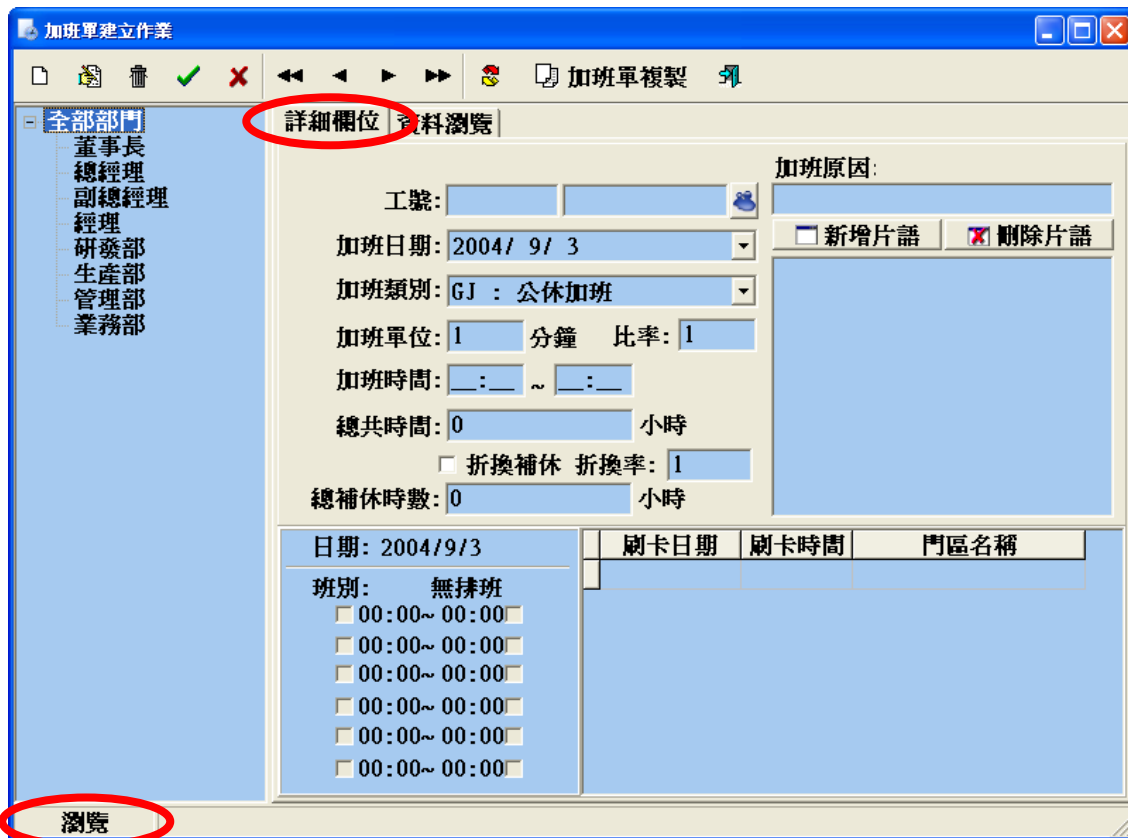 加班單建立作業
加班單複製
全部部門
董事長
總經理
副總經理
經理
研發部
生產部
管理部
業務部
詳細欄位 資料瀏覽
工號:
加班日期: 2004/ 9/ 3
加班類別: GJ : 公休加班
加班單位: 1 分鐘 比率: 1
加班時間: __:__ ~ __:__
總共時間: 0 小時
折換補休 折換率: 1
總補休時數: 0 小時
加班原因:
新增片語 刪除片語
日期: 2004/9/3
班別: 無排班
00:00~ 00:00
00:00~ 00:00
00:00~ 00:00
00:00~ 00:00
00:00~ 00:00
00:00~ 00:00
刷卡日期 刷卡時間 門區名稱
瀏覽